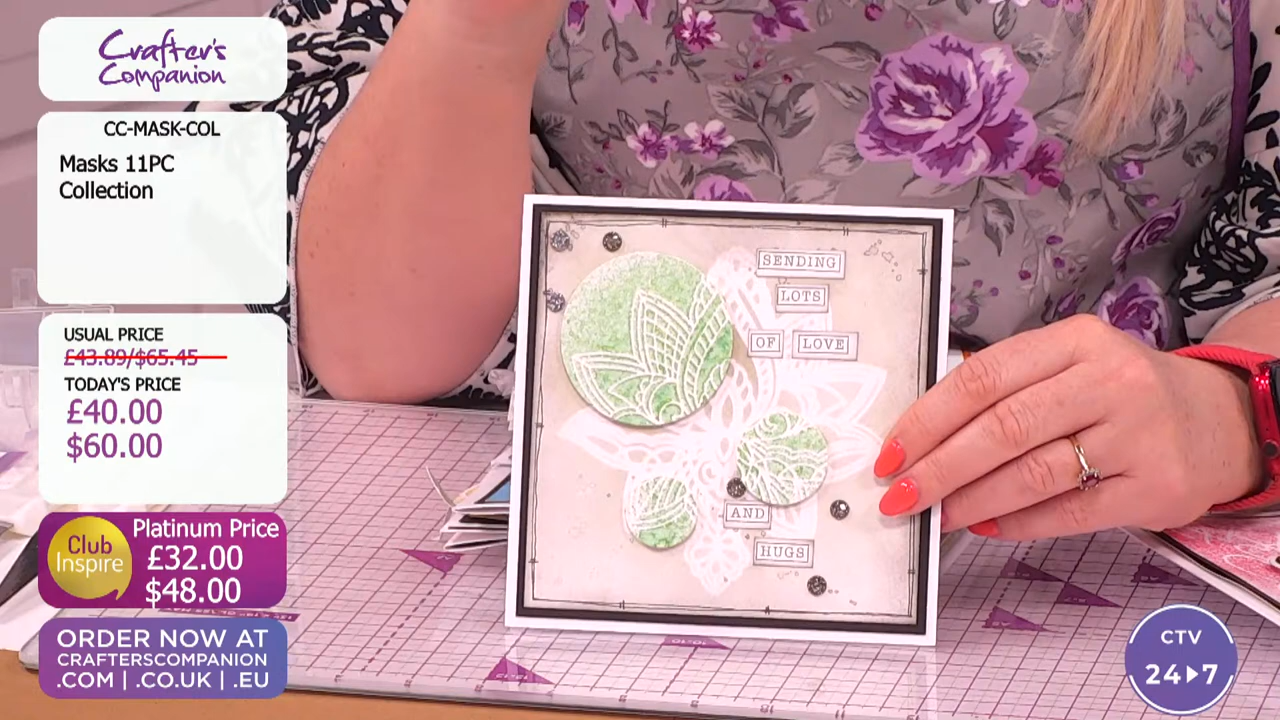 Crafter's
Companion
CC-MASK-COL
Masks 11PC
Collection
USUAL PRICE
£43.89/$65.45
TODAY'S PRICE
£40.00
$60.00
Club
Inspire
Platinum Price
£32.00
$48.00
ORDER NOW AT
CRAFTERSCOMPANION
.COM | .CO.UK | .EU
SENDING
LOTS
OF LOVE
AND
HUGS
CTV
24▶7